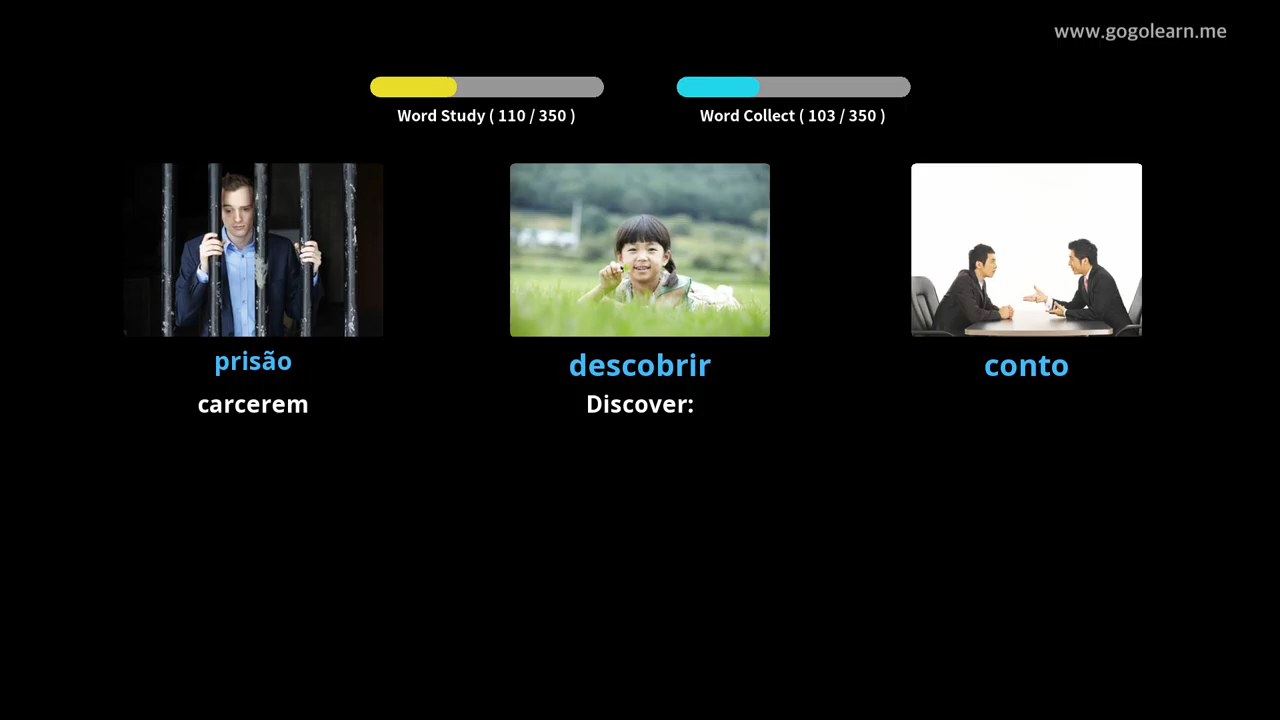 www.gogolearn.me
Word Study ( 110 / 350 )
Word Collect ( 103 / 350 )
prisão
descobrir
conto
carcerem
Discover: